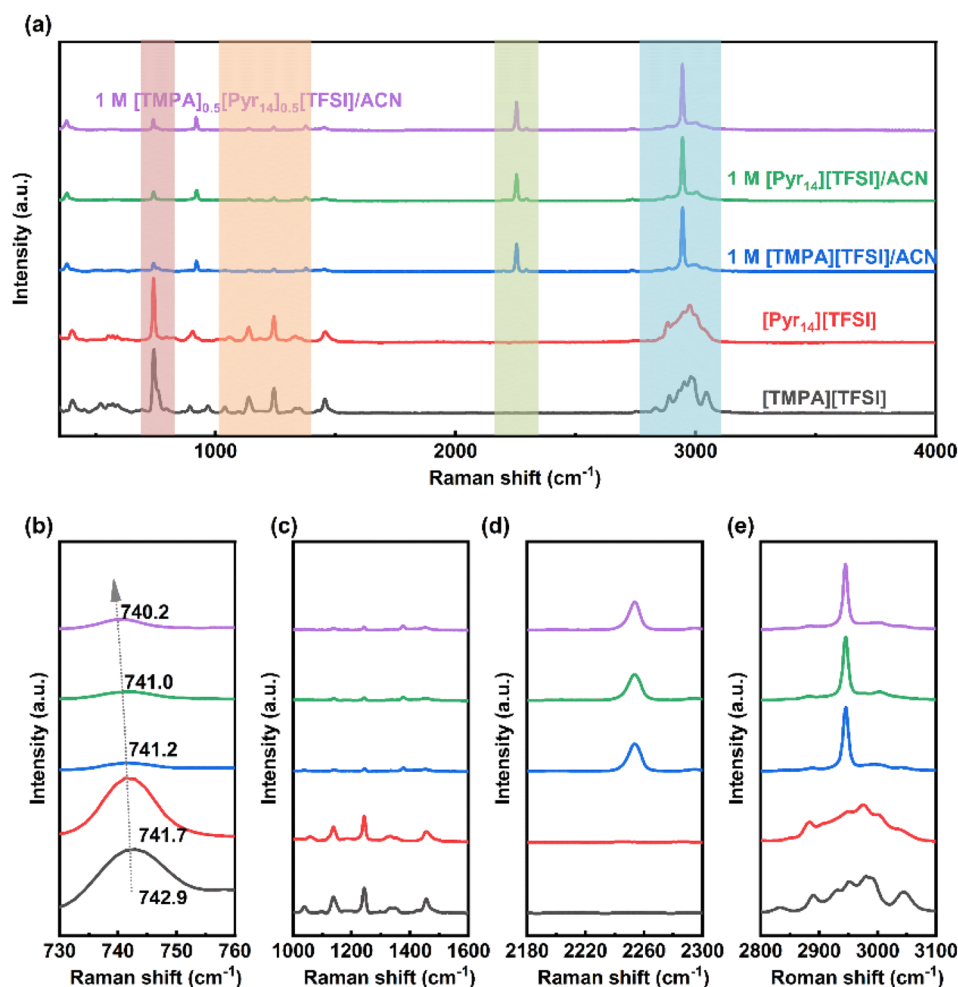 (a)
1 M [TMPA]0.5[Pyr14]0.5[TFSI]/ACN
1 M [Pyr14][TFSI]/ACN
1 M [TMPA][TFSI]/ACN
[Pyr14][TFSI]
[TMPA][TFSI]
Intensity (a.u.)
1000 2000 3000 4000
Raman shift (cm-1)
(b)
740.2
741.0
741.2
741.7
742.9
Intensity (a.u.)
730 740 750 760
Raman shift (cm-1)
(c)
Intensity (a.u.)
1000 1200 1400 1600
Raman shift (cm-1)
(d)
Intensity (a.u.)
2180 2220 2260 2300
Raman shift (cm-1)
(e)
Intensity (a.u.)
2800 2900 3000 3100
Roman shift (cm-1)